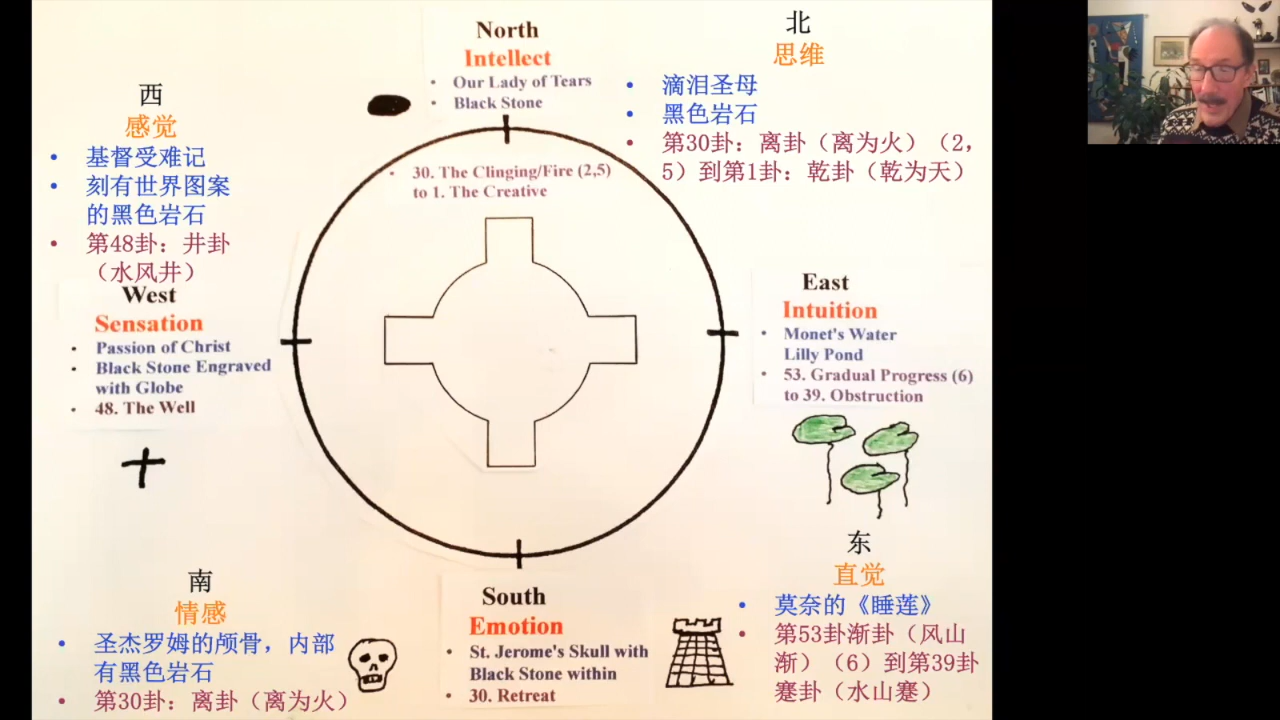 North
Intellect
• Our Lady of Tears
• Black Stone
北
思维
• 滴泪圣母
• 黑色岩石
• 第30卦：离卦（离为火）（2，
5）到第1卦：乾卦（乾为天）
西
感觉
• 基督受难记
• 刻有世界图案
的黑色岩石
• 第48卦：井卦
（水风井）
West
Sensation
• Passion of Christ
• Black Stone Engraved
with Globe
• 48. The Well
• 30. The Clinging/Fire (2,5)
to 1. The Creative
East
Intuition
• Monet's Water
Lilly Pond
• 53. Gradual Progress (6)
to 39. Obstruction
东
直觉
• 莫奈的《睡莲》
• 第53卦渐卦（风山
渐）（6）到第39卦
蹇卦（水山蹇）
南
情感
• 圣杰罗姆的颅骨，内部
有黑色岩石
• 第30卦：离卦（离为火）
South
Emotion
• St. Jerome's Skull with
Black Stone within
• 30. Retreat